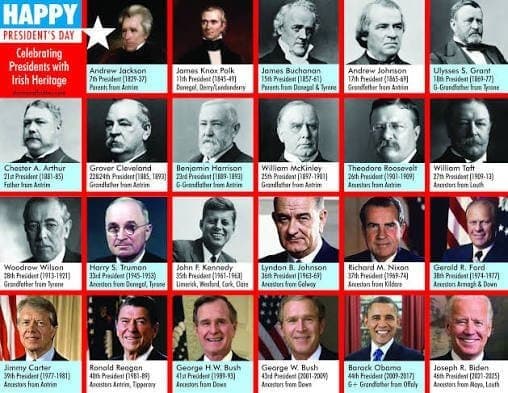 HAPPY
PRESIDENT'S DAY
Celebrating
Presidents with
Irish Heritage
Andrew Jackson
7th President (1829-37)
Parents from Antrim
James Knox Polk
11th President (1845-49)
Donegal, Derry/Londonderry
James Buchanan
15th President (1857-61)
Parents from Donegal & Tyrone
Andrew Johnson
17th President (1865-69)
Grandfather from Antrim
Ulysses S. Grant
18th President (1869-77)
G-Grandfather from Tyrone
Chester A. Arthur
21st President (1881-85)
Father from Antrim
Grover Cleveland
22&24th President (1885, 1893)
Grandfather from Antrim
Benjamin Harrison
23rd President (1889-1893)
G-Grandfather from Antrim
William McKinley
25th President (1897-1901)
Grandfather from Antrim
Theodore Roosevelt
26th President (1901-1909)
Ancestors from Antrim
William Taft
27th President (1909-13)
Ancestors from Louth
Woodrow Wilson
28th President (1913-1921)
Grandfather from Tyrone
Harry S. Truman
33rd President (1945-1953)
Ancestors from Donegal, Tyrone
John F. Kennedy
35th President (1961-1963)
Limerick, Wexford, Cork, Clare
Lyndon B. Johnson
36th President (1963-69)
Ancestors from Galway
Richard M. Nixon
37th President (1969-74)
Ancestors from Kildare
Gerald R. Ford
38th President (1974-1977)
Ancestors Armagh & Down
Jimmy Carter
39th President (1977-1981)
Ancestors from Antrim
Ronald Reagan
40th President (1981-89)
Ancestors Antrim, Tipperary
George H.W. Bush
41st President (1989-93)
Ancestors from Down
George W. Bush
43rd President (2001-2009)
Ancestors from Down
Barack Obama
44th President (2009-2017)
G+ Grandfather from Offaly
Joseph R. Biden
46th President (2021-2025)
Ancestors from Mayo, Louth